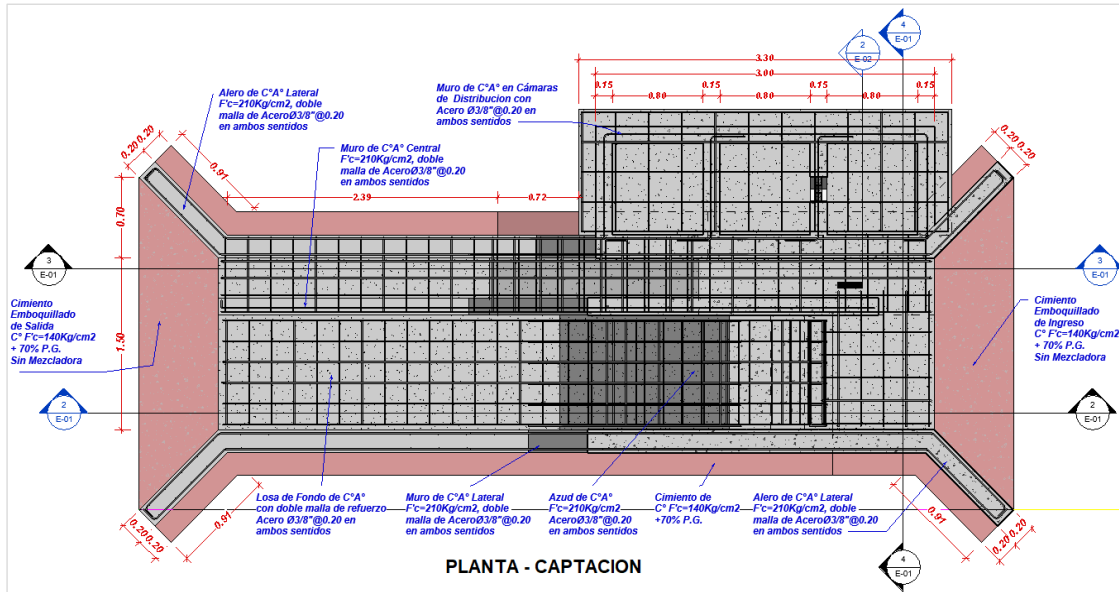 4
E-01
2
E-02
3.30
3.00
0.15
0.15
0.15
0.15
0.80
0.80
0.80
Alero de C°A° Lateral
F'c=210Kg/cm2, doble
malla de AceroØ3/8"@0.20
en ambos sentidos
Muro de C°A° en Cámaras
de Distribucion con
Acero Ø3/8"@0.20 en
ambos sentidos
Muro de C°A° Central
F'c=210Kg/cm2, doble
malla de AceroØ3/8"@0.20
en ambos sentidos
0.20
0.20
0.91
0.20
0.20
2.39
0.72
0.70
3
E-01
3
E-01
Cimiento
Emboquillado
de Salida
C° F'c=140Kg/cm2
+ 70% P.G.
Sin Mezcladora
Cimiento
Emboquillado
de Ingreso
C° F'c=140Kg/cm2
+ 70% P.G.
Sin Mezcladora
1.50
2
E-01
2
E-01
0.20
0.20
0.91
Losa de Fondo de C°A°
con doble malla de refuerzo
Acero Ø3/8"@0.20 en
ambos sentidos
Muro de C°A° Lateral
F'c=210Kg/cm2, doble
malla de AceroØ3/8"@0.20
en ambos sentidos
Azud de C°A°
F'c=210Kg/cm2
AceroØ3/8"@0.20
en ambos sentidos
Cimiento de
C° F'c=140Kg/cm2
+70% P.G.
Alero de C°A° Lateral
F'c=210Kg/cm2, doble
malla de AceroØ3/8"@0.20
en ambos sentidos
0.91
0.20
0.20
4
E-01
PLANTA - CAPTACION